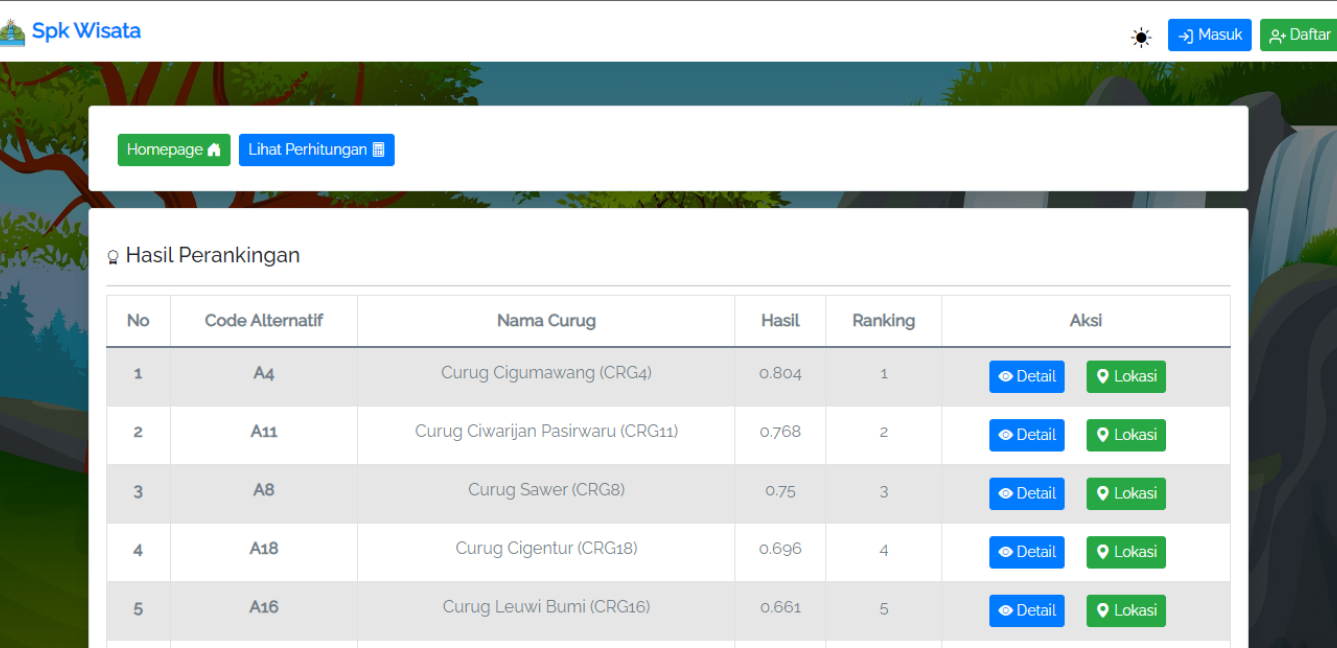 Spk Wisata
Masuk
Daftar
Homepage
Lihat Perhitungan
Hasil Perankingan
No Code Alternatif Nama Curug Hasil Ranking Aksi
1 A4 Curug Cigumawang (CRG4) 0.804 1 Detail Lokasi
2 A11 Curug Ciwarijan Pasirwaru (CRG11) 0.768 2 Detail Lokasi
3 A8 Curug Sawer (CRG8) 0.75 3 Detail Lokasi
4 A18 Curug Cigentur (CRG18) 0.696 4 Detail Lokasi
5 A16 Curug Leuwi Bumi (CRG16) 0.661 5 Detail Lokasi